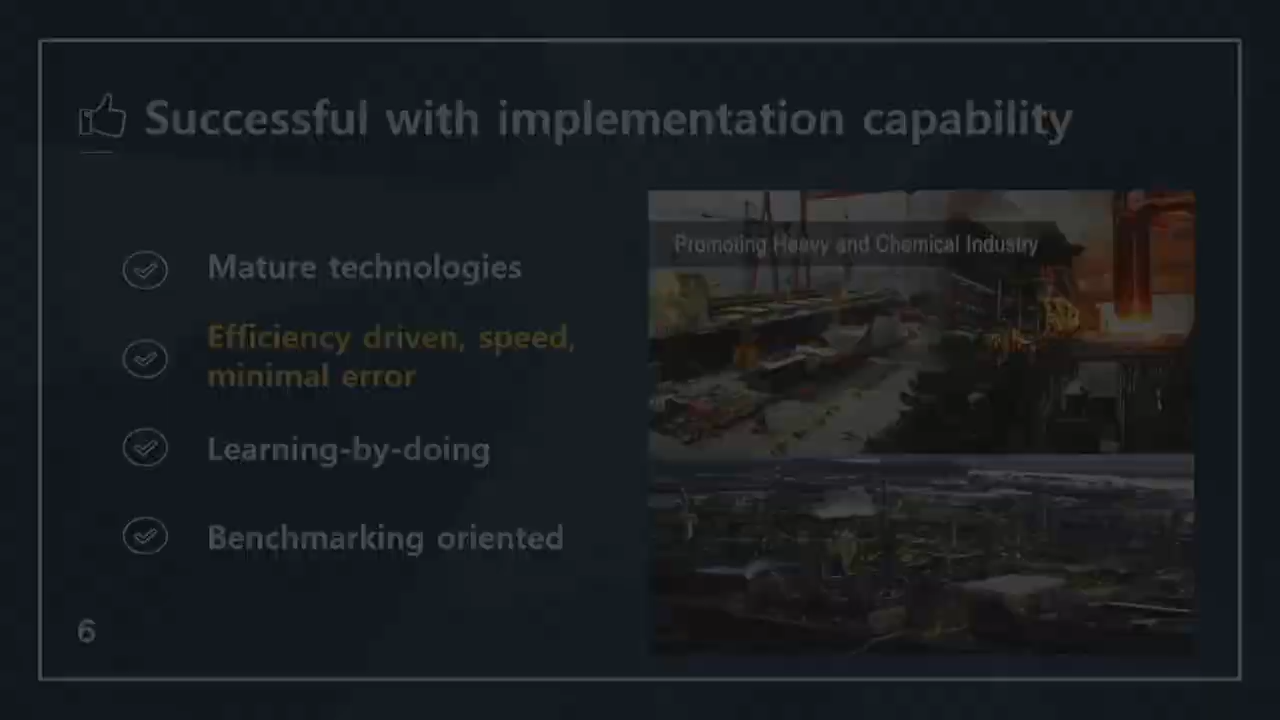 Successful with implementation capability
Promoting Heavy and Chemical Industry
Mature technologies
Efficiency driven, speed,
minimal error
Learning-by-doing
Benchmarking oriented
6